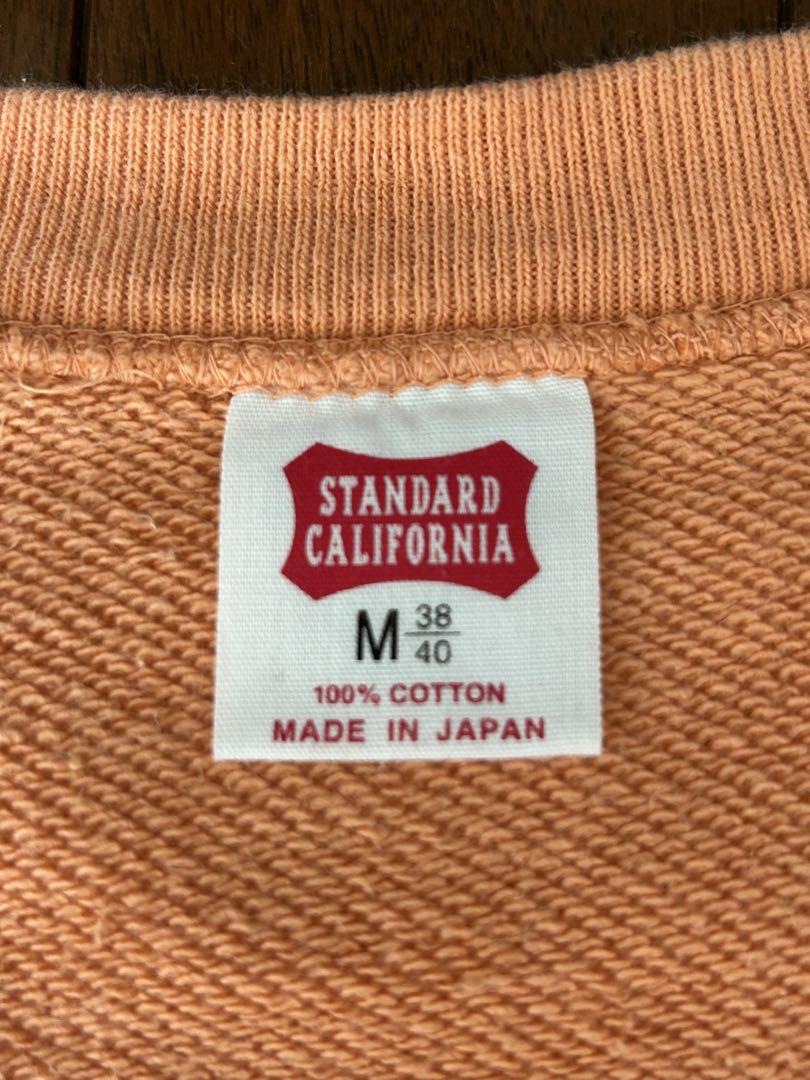 STANDARD
CALIFORNIA
M 38/40
100% COTTON
MADE IN JAPAN